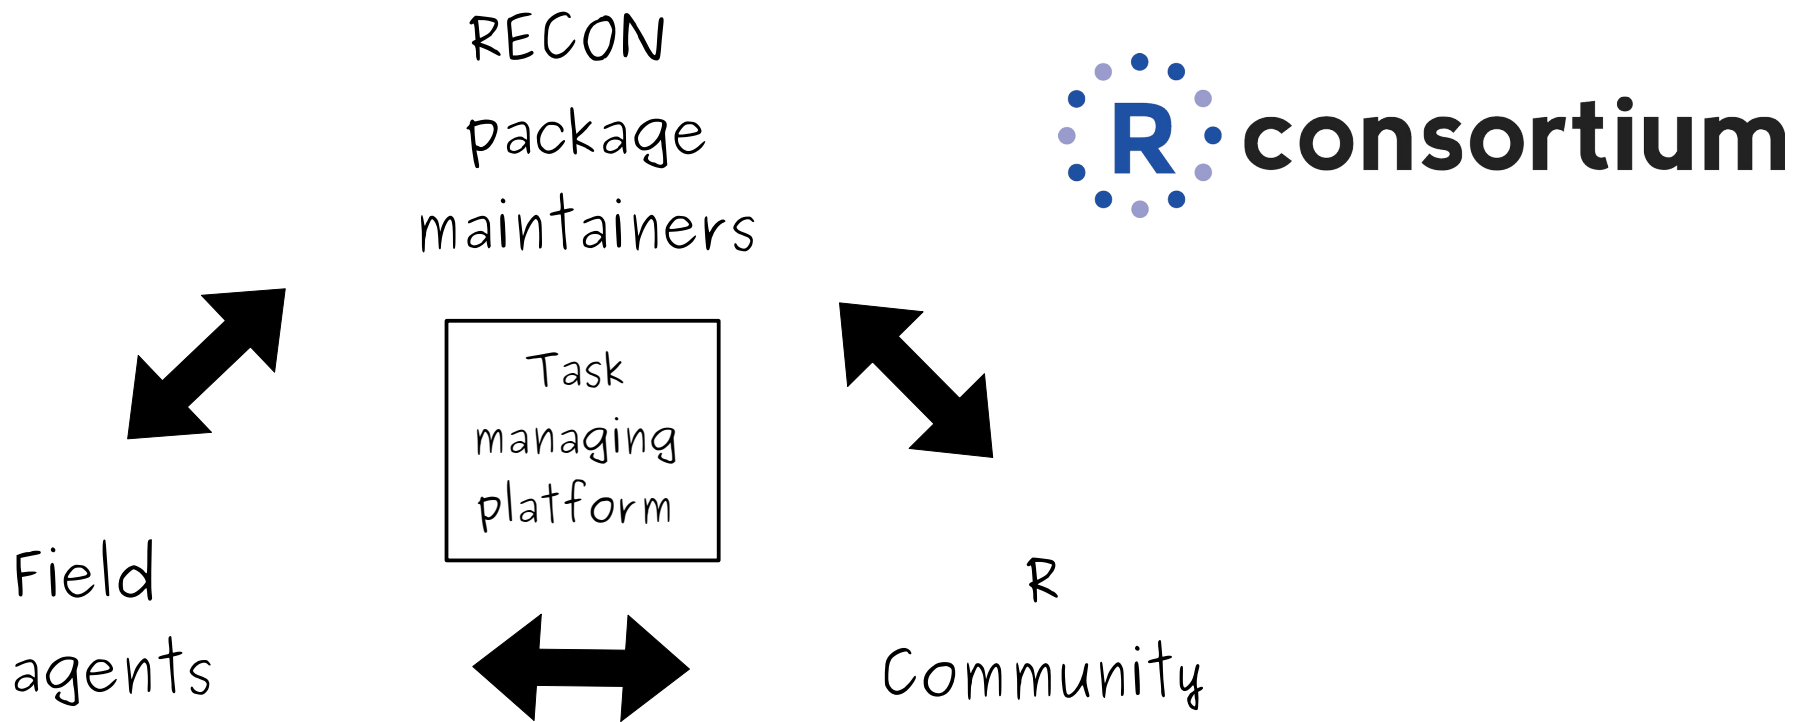 RECON
package
maintainers
R consortium
Task
managing
platform
Field
agents
R
Community